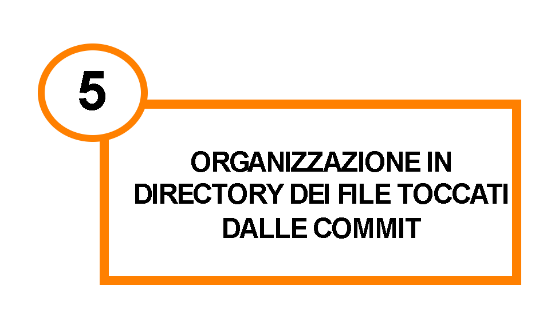 5
ORGANIZZAZIONE IN
DIRECTORY DEI FILE TOCCATI
DALLE COMMIT